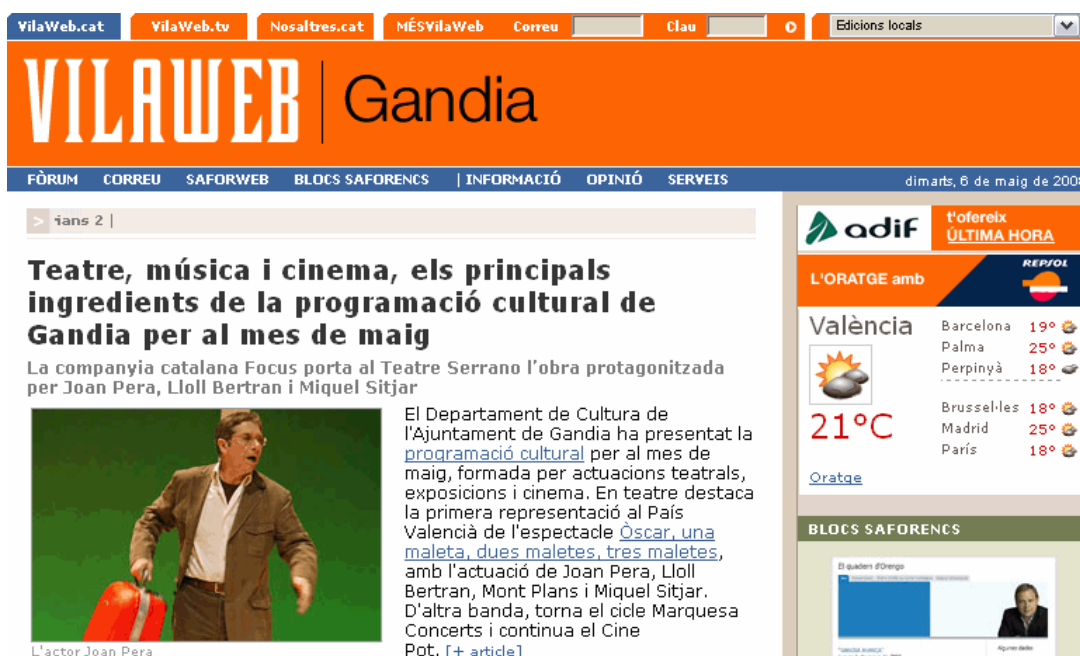 VilaWeb.cat VilaWeb.tv Nosaltres.cat MÉSVilaWeb Correu Clau Edicions locals
VILAWEB | Gandia
FÒRUM CORREU SAFORWEB BLOCS SAFORENCS | INFORMACIÓ OPINIÓ SERVEIS
dimarts, 6 de maig de
> ians 2 |
Teatre, música i cinema, els principals
ingredients de la programació cultural de
Gandia per al mes de maig
La companyia catalana Focus porta al Teatre Serrano l'obra protagonitzada
per Joan Pera, Lloll Bertran i Miquel Sitjar
El Departament de Cultura de
l'Ajuntament de Gandia ha presentat la
programació cultural per al mes de
maig, formada per actuacions teatrals,
exposicions i cinema. En teatre destaca
la primera representació al País
Valencià de l'espectacle Òscar, una
maleta, dues maletes, tres maletes,
amb l'actuació de Joan Pera, Lloll
Bertran, Mont Plans i Miquel Sitjar.
D'altra banda, torna el cicle Marquesa
Concerts i continua el Cine
Pot. [+ article]
L'actor Joan Pera
adif
t'ofereix
ÚLTIMA HORA
L'ORATGE amb
REPSOL
València
21ºC
Oratge
Barcelona 19º
Palma 25º
Perpinyà 18º
Brussel·les 18º
Madrid 25º
París 18º
BLOCS SAFORENCS
El quadern d'Orengo